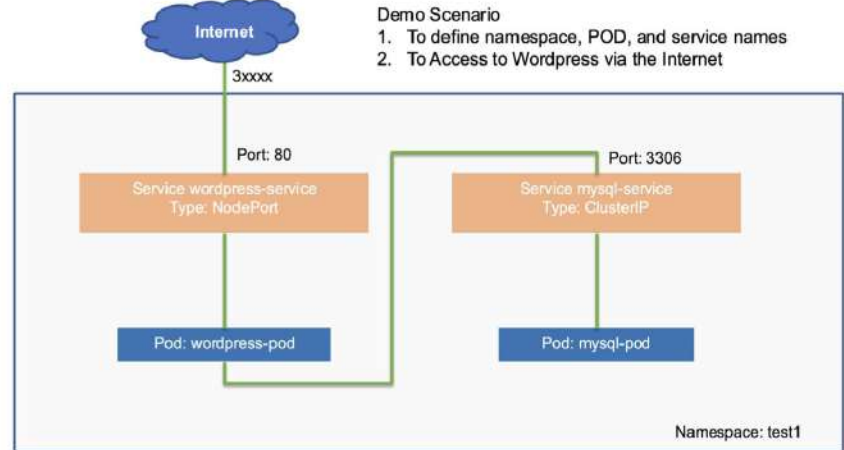 Demo Scenario
1. To define namespace, POD, and service names
2. To Access to Wordpress via the Internet
Internet
3xxxx
Port: 80
Port: 3306
Service wordpress-service
Type: NodePort
Service mysql-service
Type: ClusterIP
Pod: wordpress-pod
Pod: mysql-pod
Namespace: test1